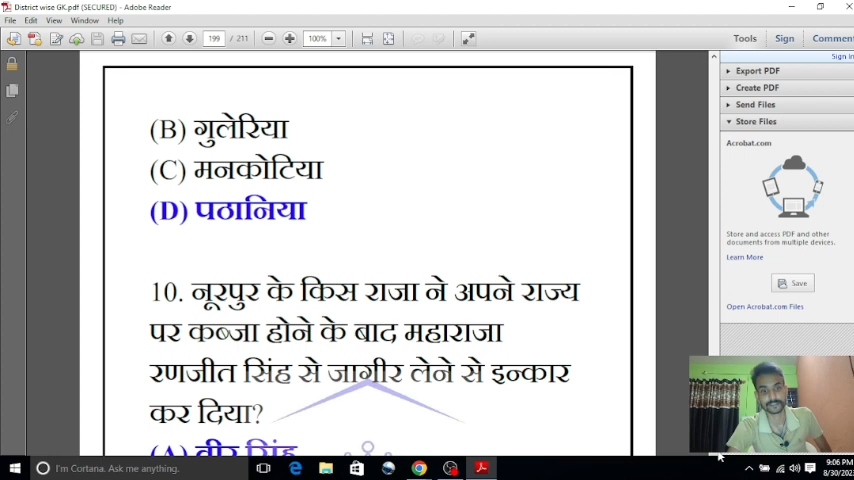 District wise GK.pdf (SECURED) - Adobe Reader
File Edit View Window Help
199 / 211
100%
Tools Sign Comment
Sign In
Export PDF
Create PDF
Send Files
Store Files
Acrobat.com
Store and access PDF and other
documents from multiple devices.
Learn More
Save
Open Acrobat.com Files
(B) गुलेरिया
(C) मनकोटिया
(D) पठानिया
10. नूरपुर के किस राजा ने अपने राज्य
पर कब्जा होने के बाद महाराजा
रणजीत सिंह से जागीर लेने से इन्कार
कर दिया?
(A) वीर सिंह
I'm Cortana. Ask me anything.
9:06 PM